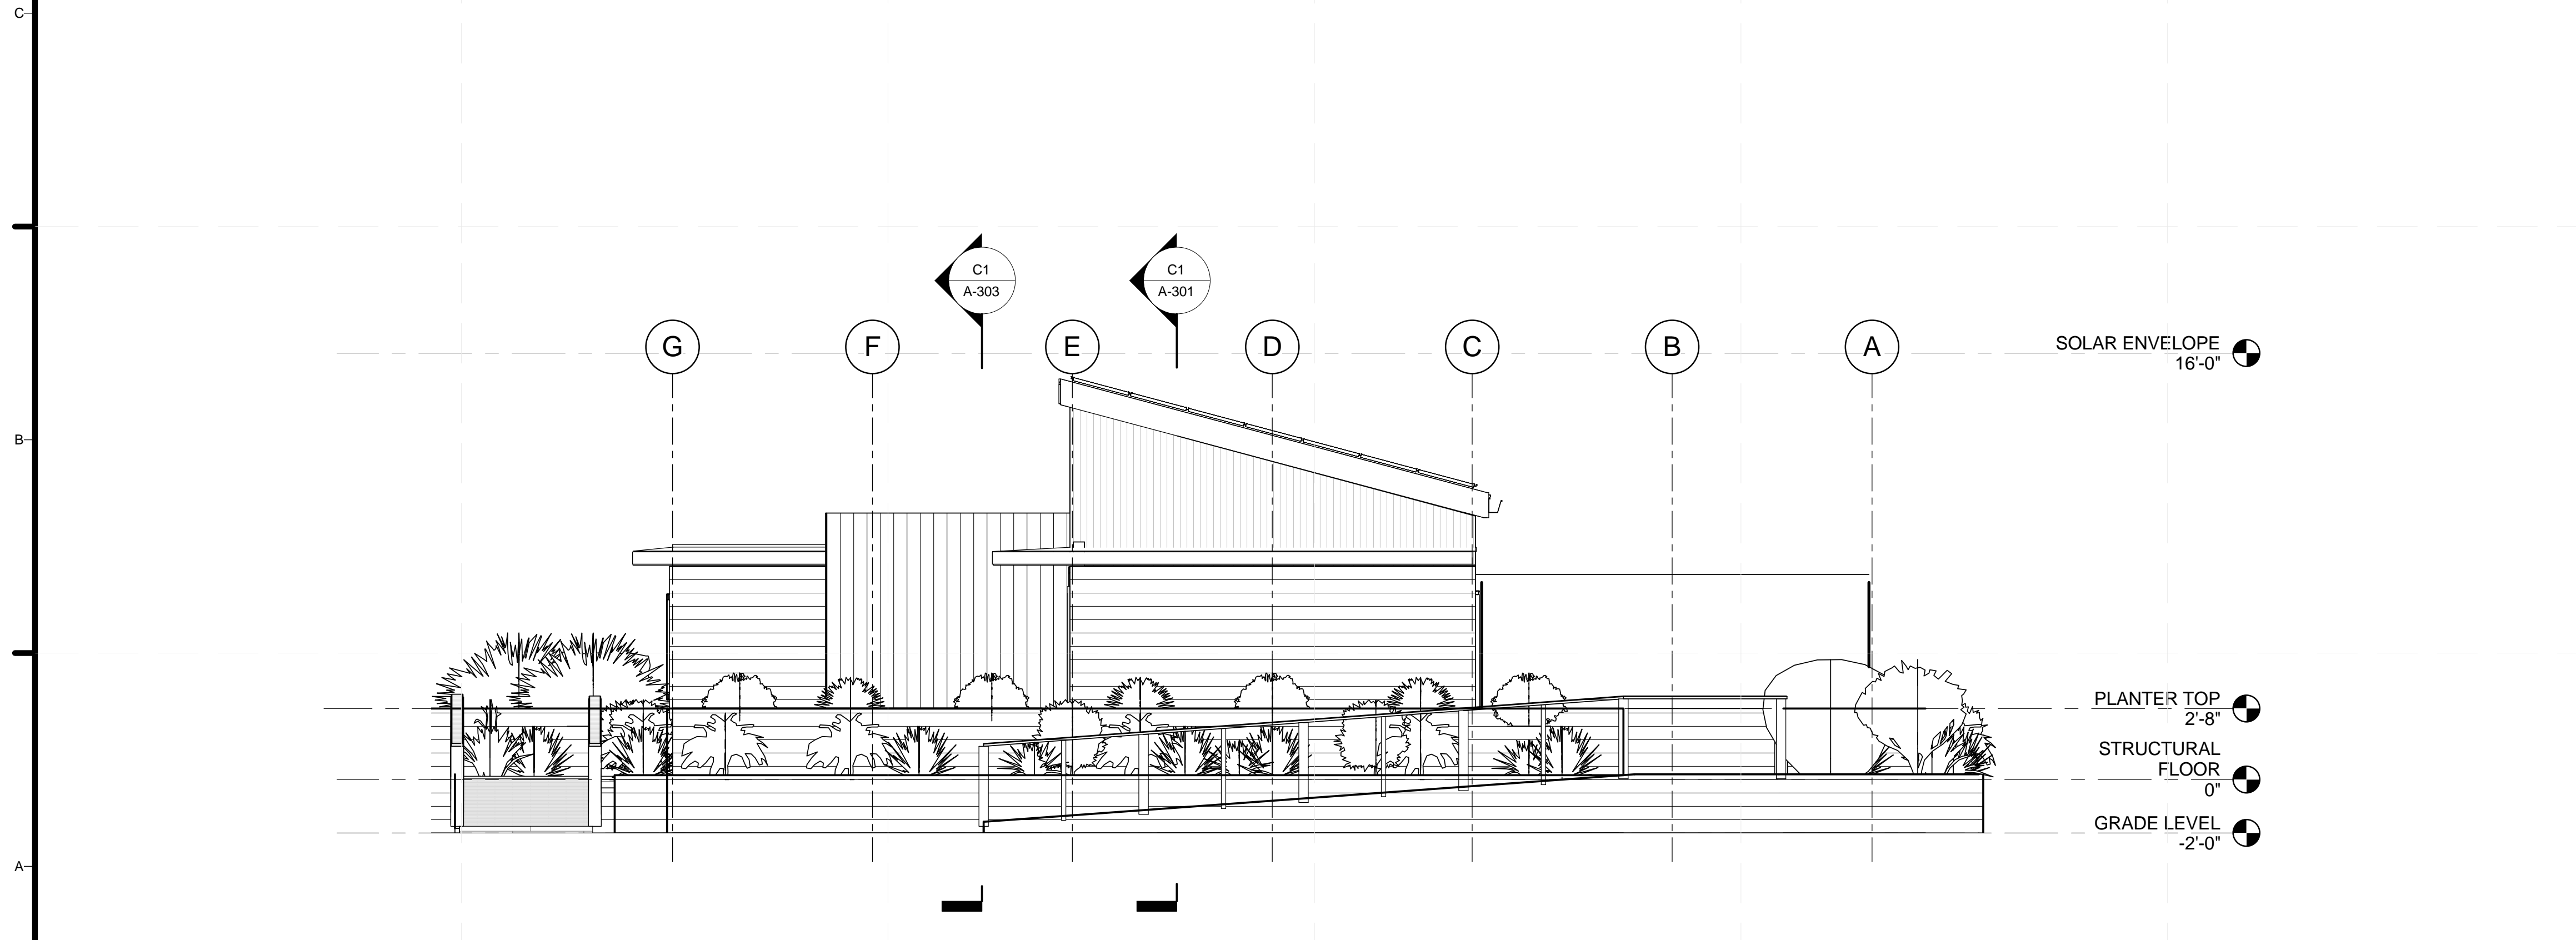 C
C1
A-303
C1
A-301
G
F
E
D
C
B
A
SOLAR ENVELOPE
16'-0"
B
PLANTER TOP
2'-8"
STRUCTURAL
FLOOR
0"
GRADE LEVEL
-2'-0"
A